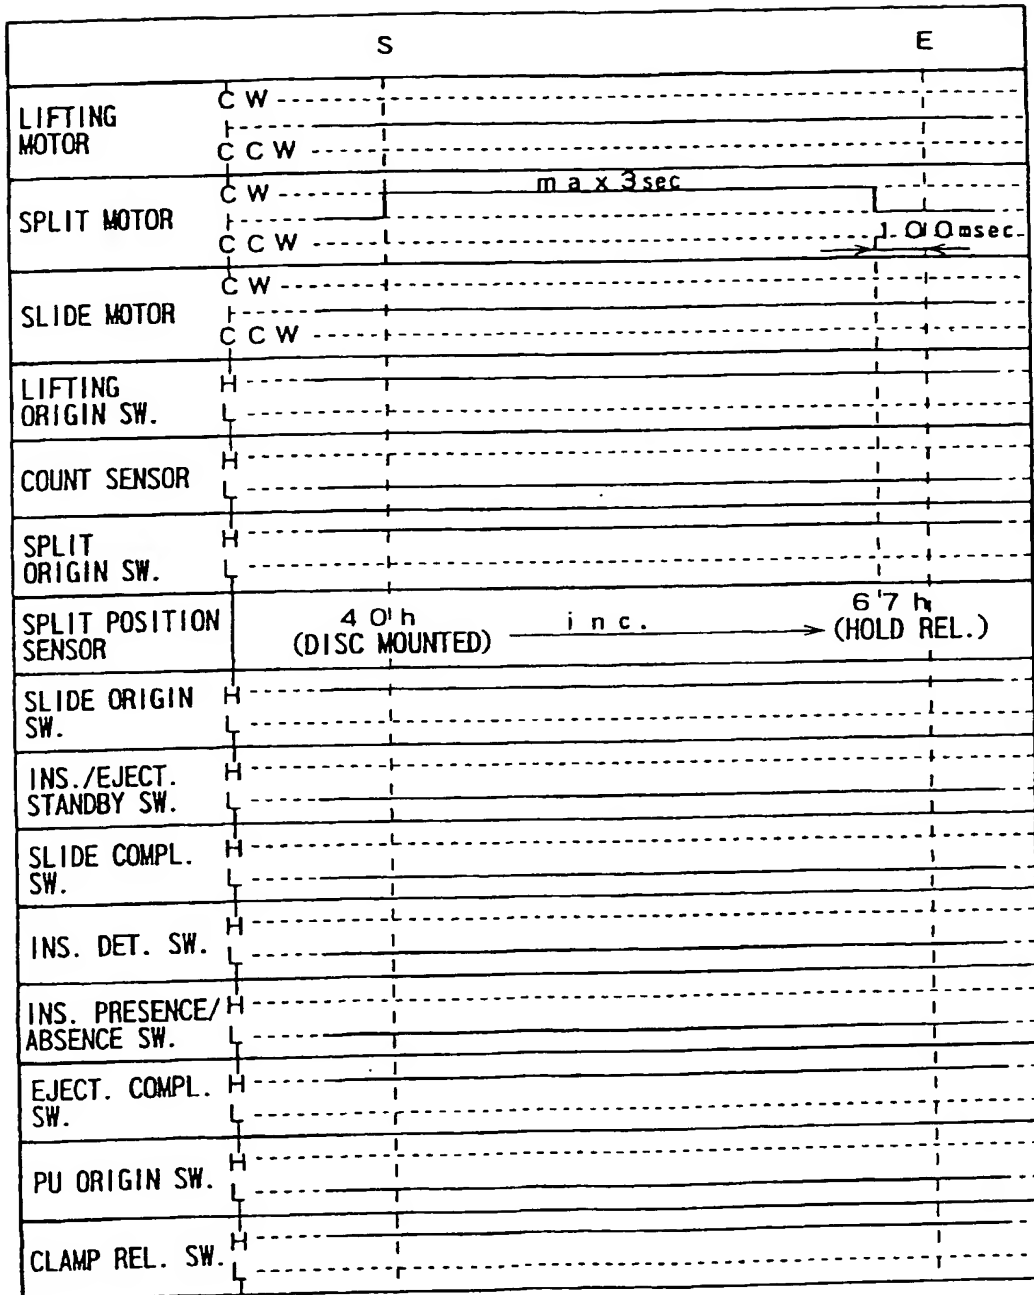 S E
LIFTING
MOTOR
CW
CCW
SPLIT MOTOR
CW
max 3sec
CCW
100msec
SLIDE MOTOR
CW
CCW
LIFTING
ORIGIN SW.
H
L
COUNT SENSOR
H
L
SPLIT
ORIGIN SW.
H
L
SPLIT POSITION
SENSOR
40h
(DISC MOUNTED)
inc.
67h
(HOLD REL.)
SLIDE ORIGIN
SW.
H
L
INS./EJECT.
STANDBY SW.
H
L
SLIDE COMPL.
SW.
H
L
INS. DET. SW.
H
L
INS. PRESENCE/
ABSENCE SW.
H
L
EJECT. COMPL.
SW.
H
L
PU ORIGIN SW.
H
L
CLAMP REL. SW.
H
L